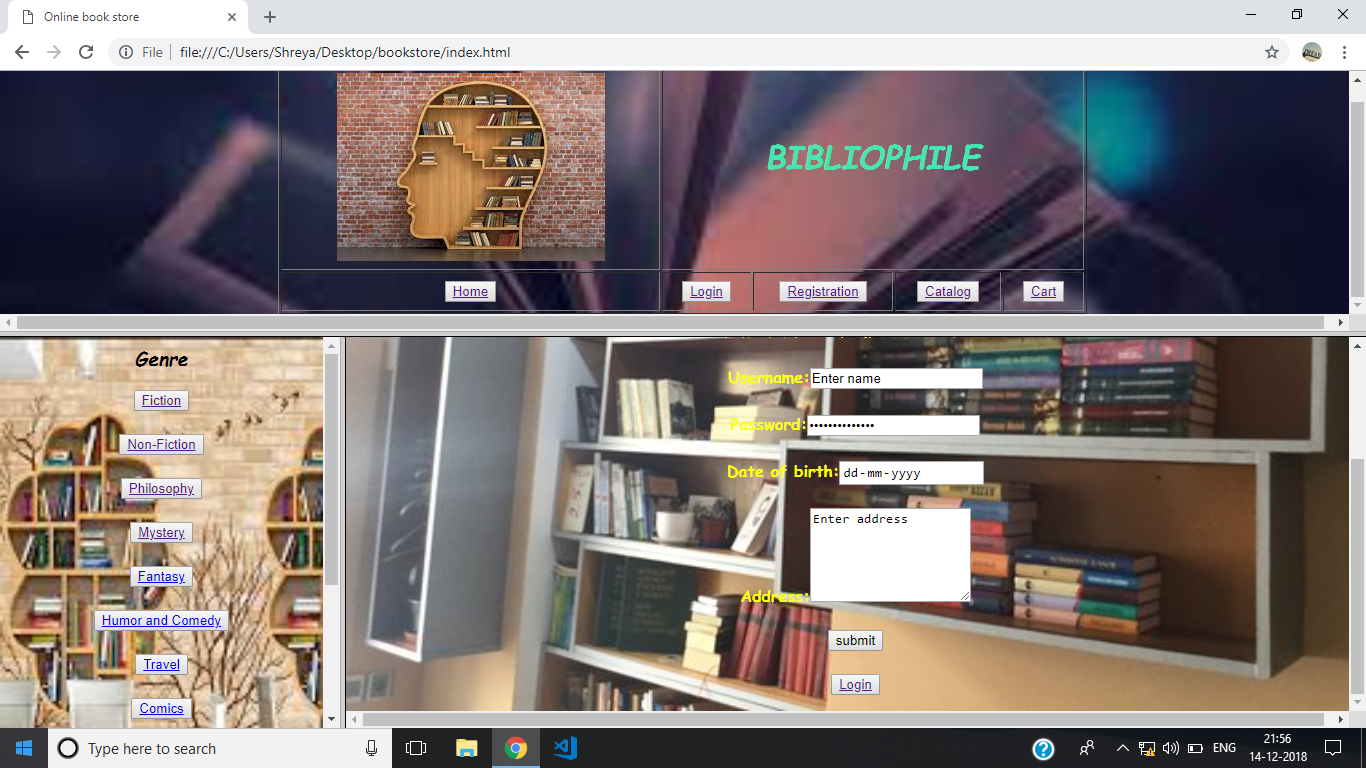 Online book store
File file:///C:/Users/Shreya/Desktop/bookstore/index.html
BIBLIOPHILE
Home Login Registration Catalog Cart
Genre
Fiction
Non-Fiction
Philosophy
Mystery
Fantasy
Humor and Comedy
Travel
Comics
Username: Enter name
Password: ••••••••••••••
Date of birth: dd-mm-yyyy
Enter address
Address:
submit
Login
Type here to search
ENG
21:56
14-12-2018